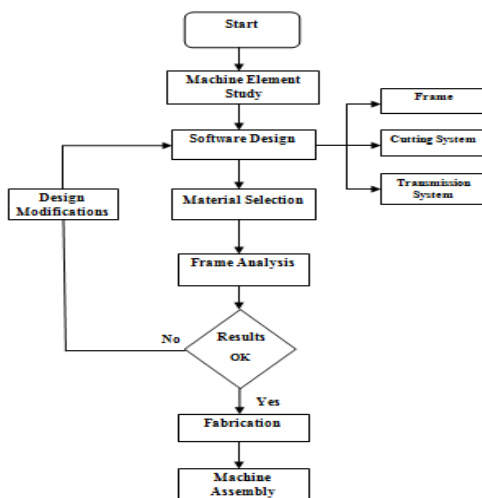 Start
Machine Element
Study
Frame
Software Design
Cutting System
Transmission
System
Design
Modifications
Material Selection
Frame Analysis
No
Results
OK
Yes
Fabrication
Machine
Assembly